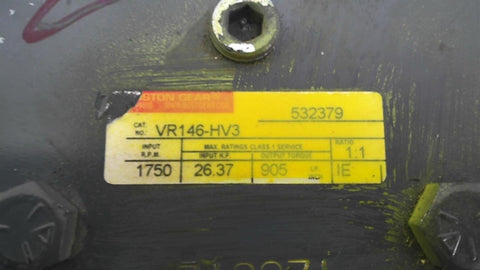 STON GEAR
532379
CAT. NO.: VR146-HV3
MAX. RATINGS CLASS 1 SERVICE
INPUT R.P.M. INPUT H.P. OUTPUT TORQUE RATIO
1750 26.37 905 1:1
IE